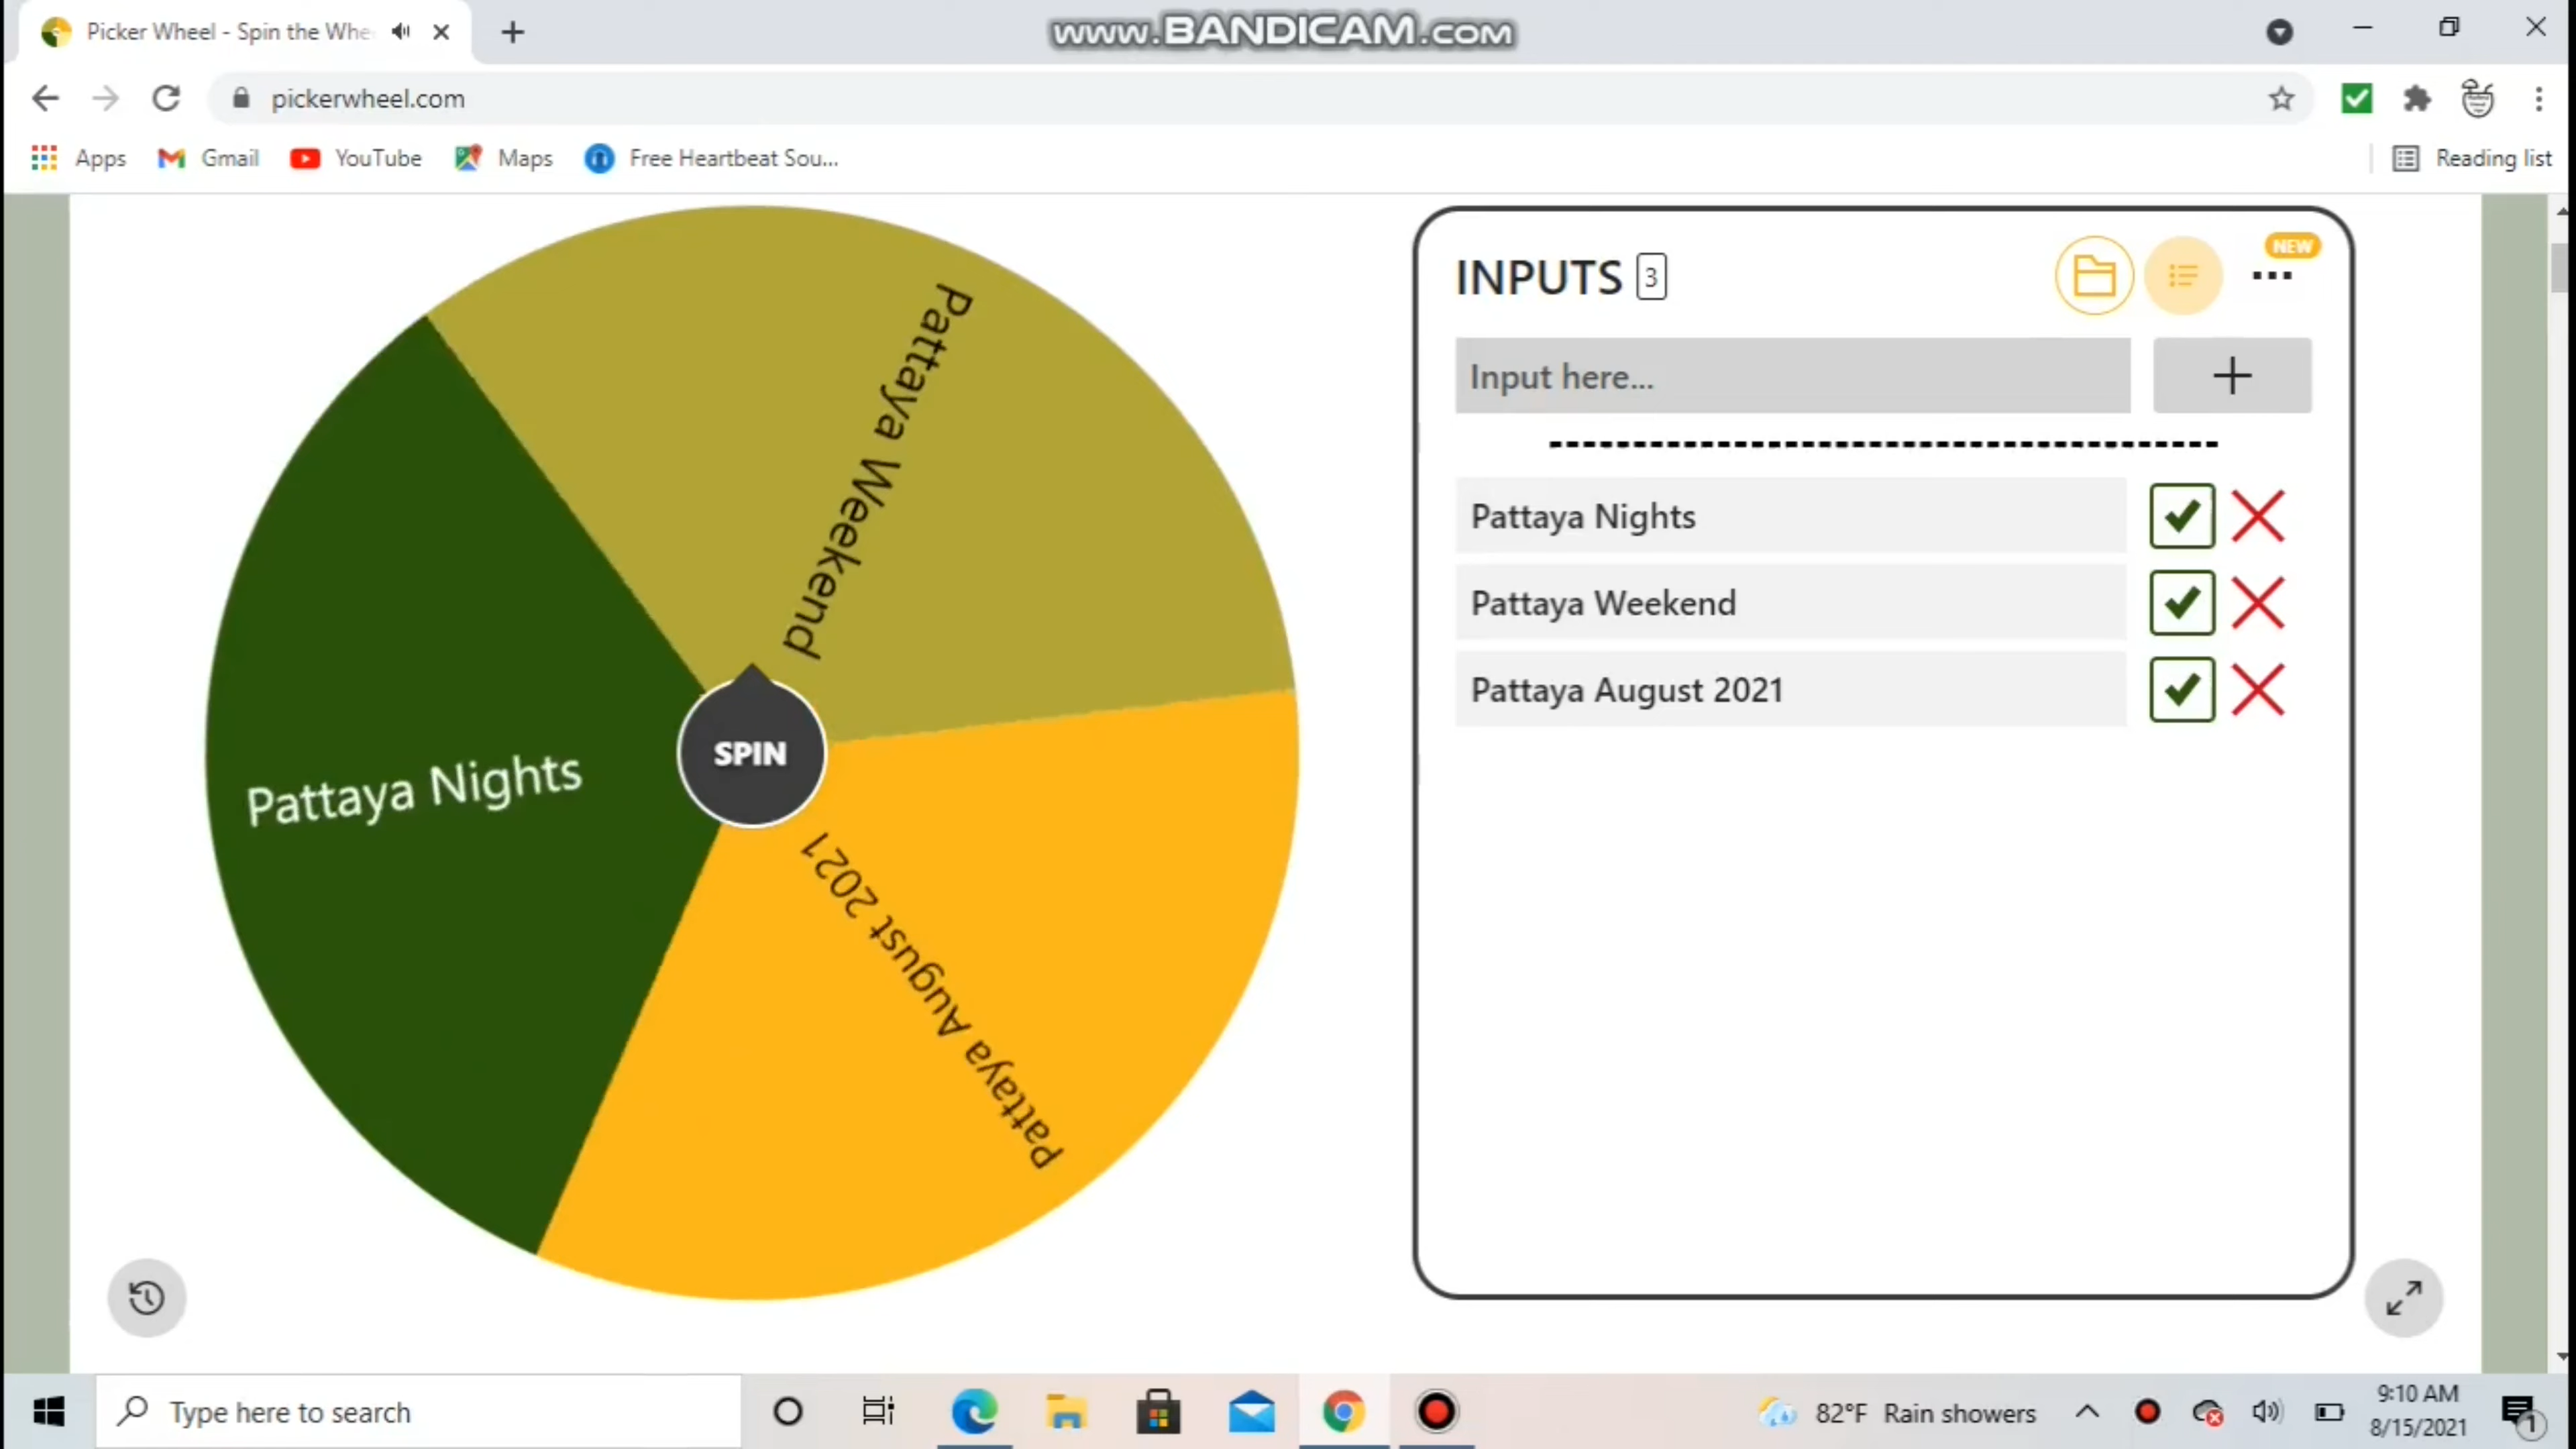 Picker Wheel - Spin the Whe
www.BANDICAM.com
pickerwheel.com
Apps
Gmail
YouTube
Maps
Free Heartbeat Sou...
Reading list
Pattaya Weekend
Pattaya Nights
SPIN
Pattaya August 2021
INPUTS 3
NEW
Input here...
Pattaya Nights
Pattaya Weekend
Pattaya August 2021
Type here to search
82°F Rain showers
9:10 AM
8/15/2021
1